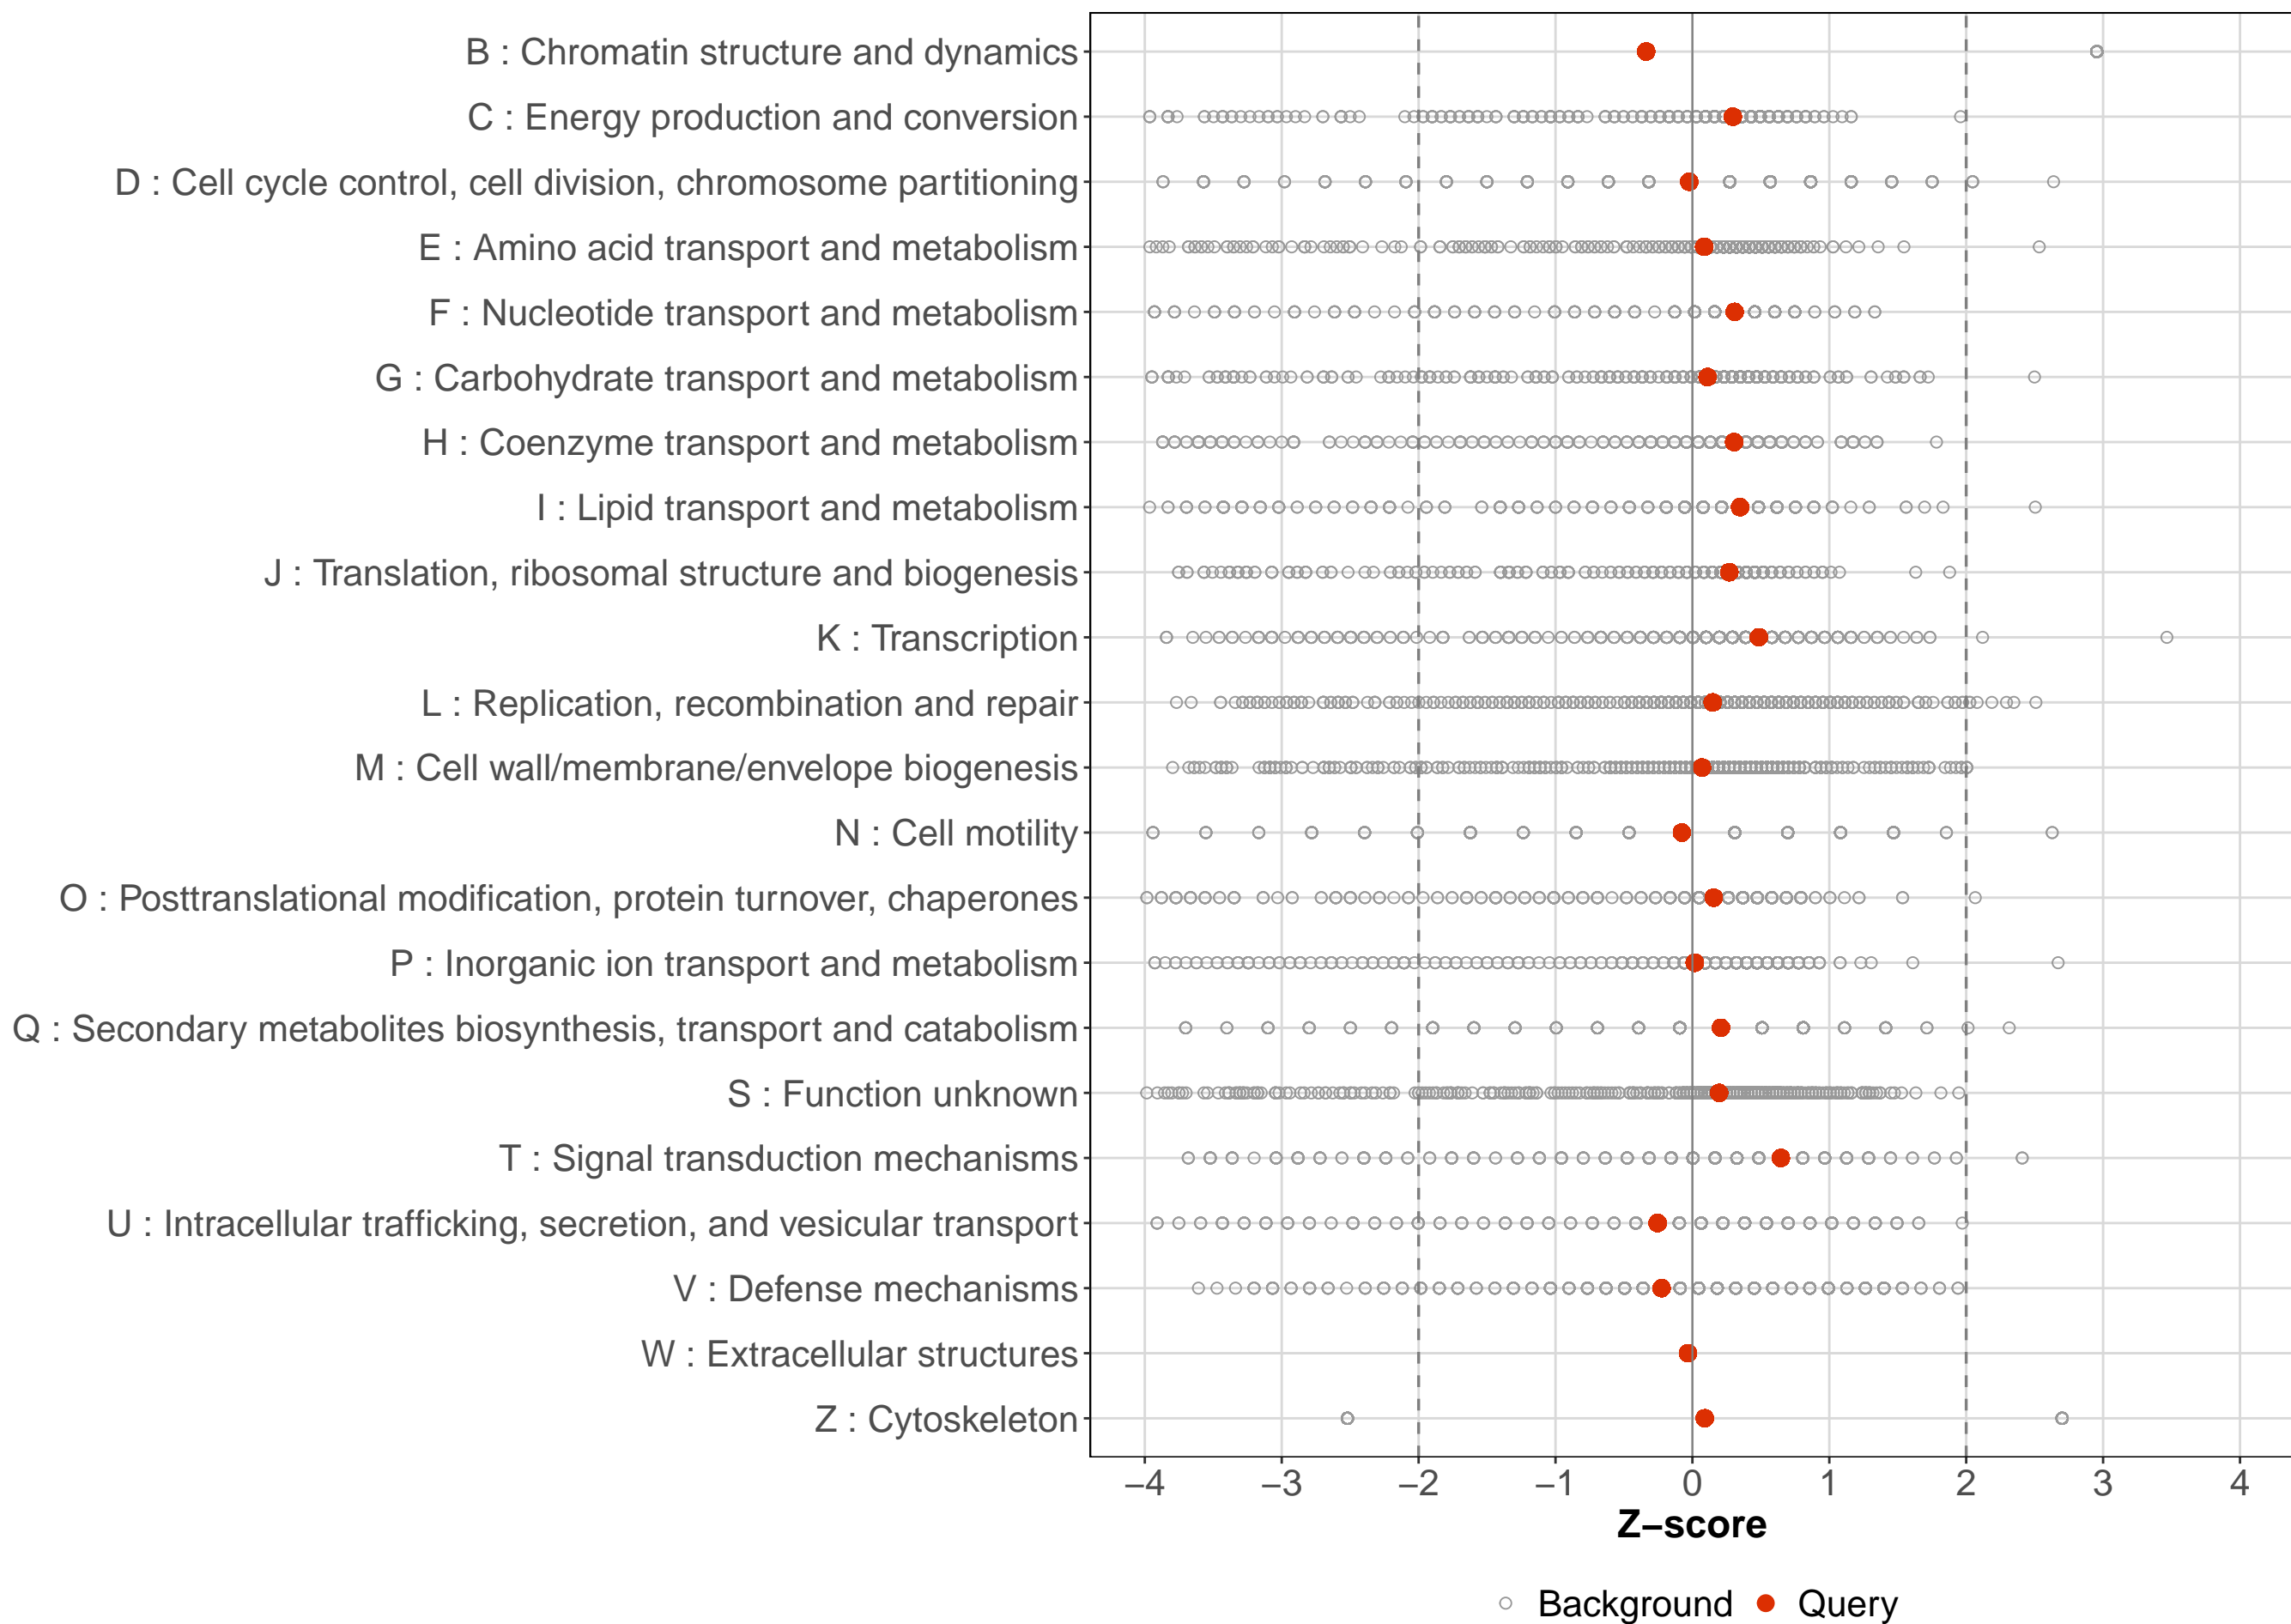 B : Chromatin structure and dynamics
C : Energy production and conversion
D : Cell cycle control, cell division, chromosome partitioning
E : Amino acid transport and metabolism
F : Nucleotide transport and metabolism
G : Carbohydrate transport and metabolism
H : Coenzyme transport and metabolism
I : Lipid transport and metabolism
J : Translation, ribosomal structure and biogenesis
K : Transcription
L : Replication, recombination and repair
M : Cell wall/membrane/envelope biogenesis
N : Cell motility
O : Posttranslational modification, protein turnover, chaperones
P : Inorganic ion transport and metabolism
Q : Secondary metabolites biosynthesis, transport and catabolism
S : Function unknown
T : Signal transduction mechanisms
U : Intracellular trafficking, secretion, and vesicular transport
V : Defense mechanisms
W : Extracellular structures
Z : Cytoskeleton
−4 −3 −2 −1 0 1 2 3 4
Z−score
Background Query